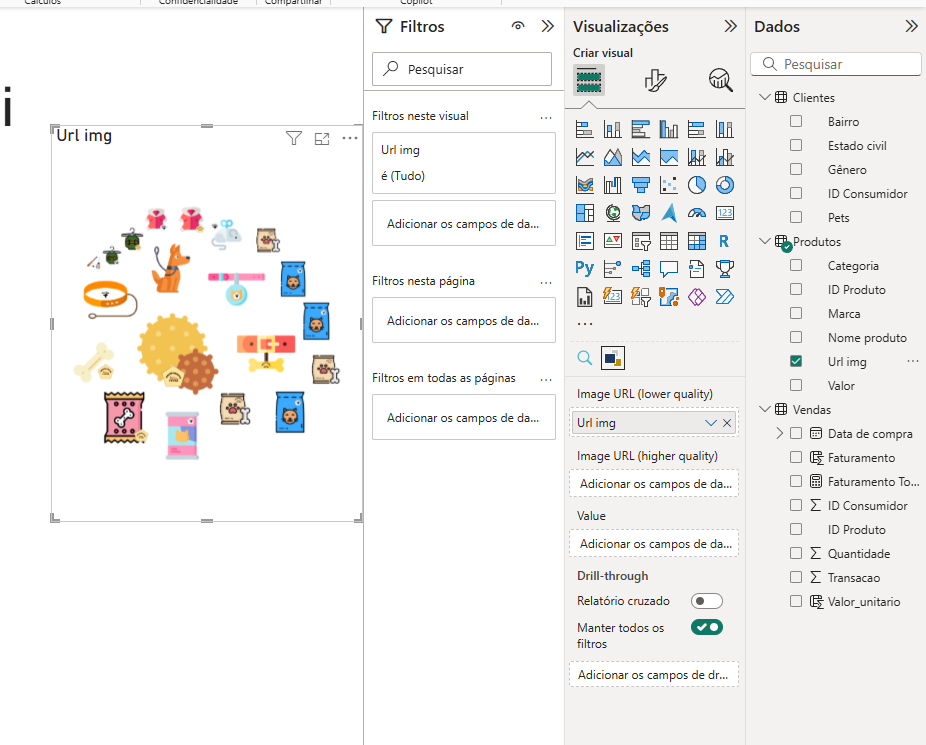 Cálculos
Confidencialidade
Compartilhar
Copilot
i
Url img
Filtros
Pesquisar
Filtros neste visual
...
Url img
é (Tudo)
Adicionar os campos de da...
Filtros nesta página
...
Adicionar os campos de da...
Filtros em todas as páginas
...
Adicionar os campos de da...
Visualizações
Criar visual
123
R
Py
123
...
Image URL (lower quality)
Url img
Image URL (higher quality)
Adicionar os campos de da...
Value
Adicionar os campos de da...
Drill-through
Relatório cruzado
Manter todos os
filtros
Adicionar os campos de dr...
Dados
Pesquisar
Clientes
Bairro
Estado civil
Gênero
ID Consumidor
Pets
Produtos
Categoria
ID Produto
Marca
Nome produto
Url img
...
Valor
Vendas
Data de compra
Faturamento
Faturamento To...
ID Consumidor
ID Produto
Quantidade
Transacao
Valor_unitario